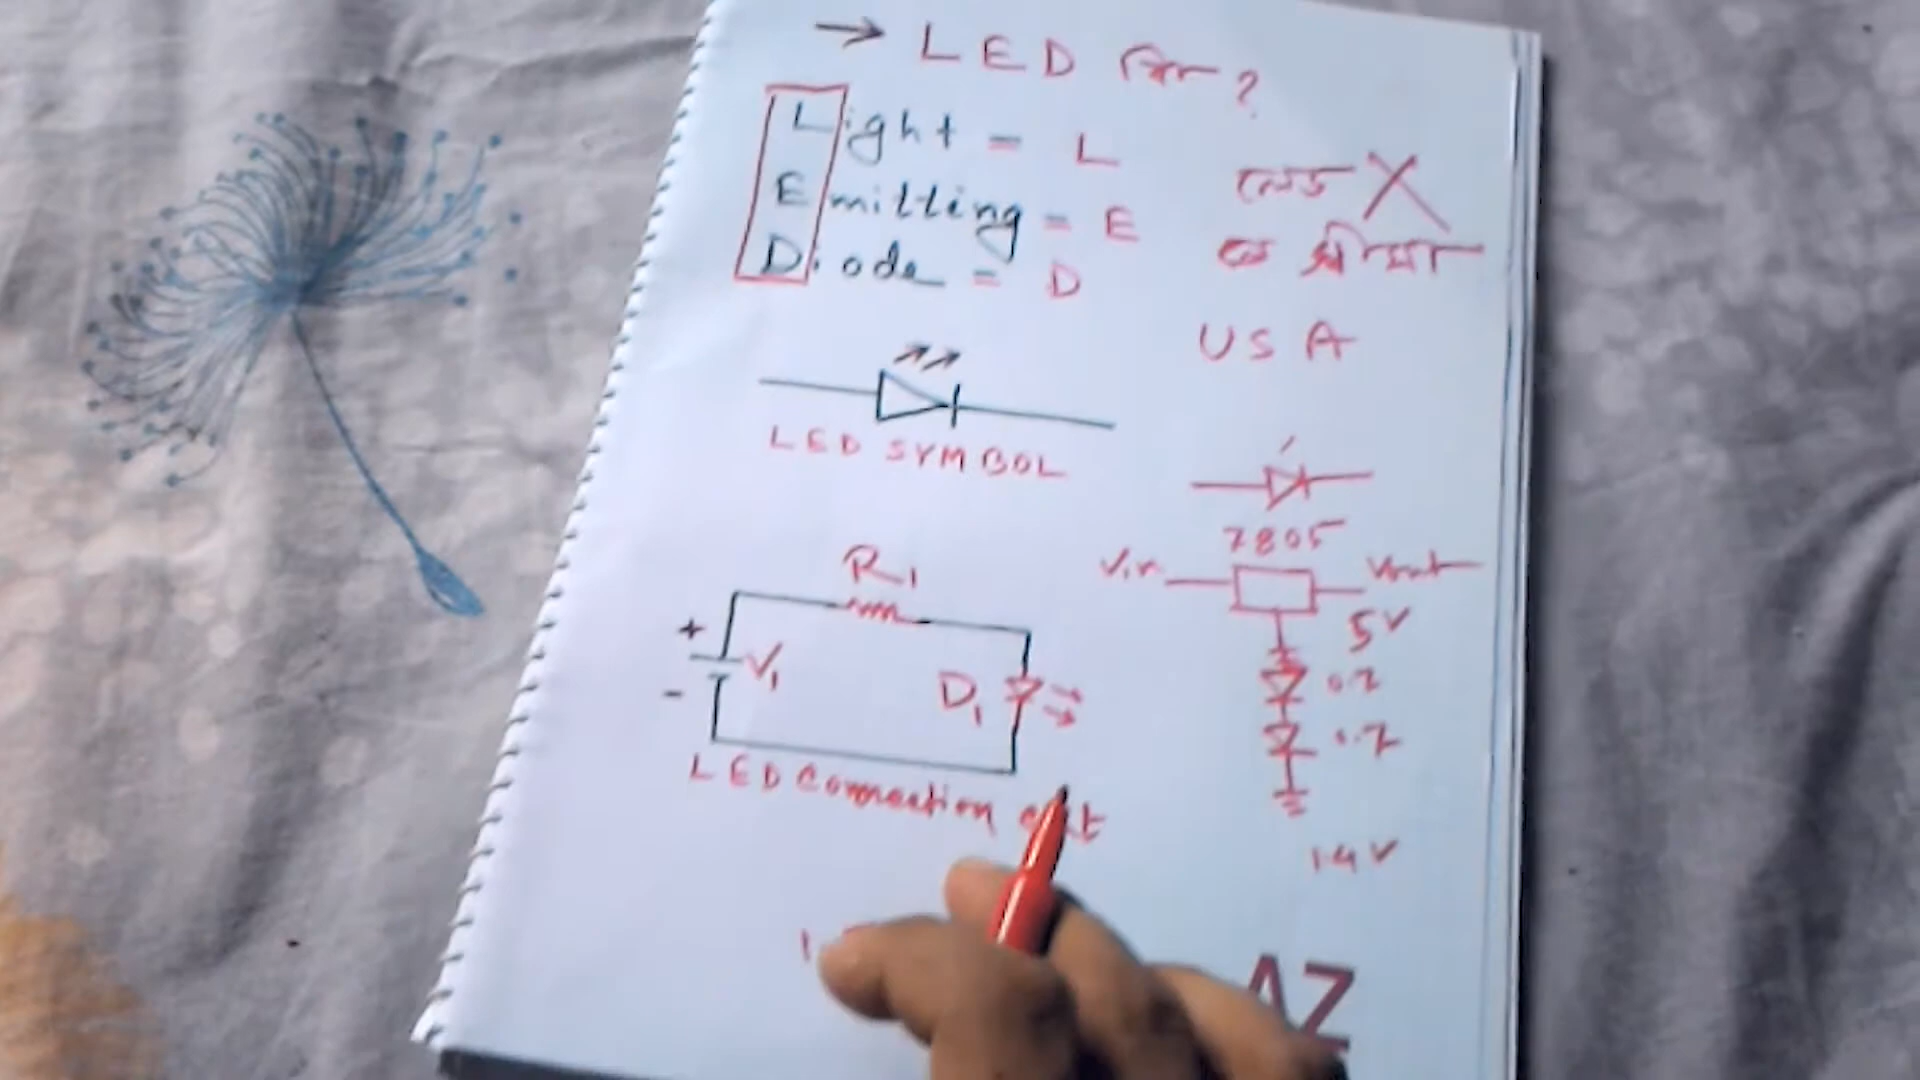 → LED কি?
Light = L
Emitting = E
Diode = D
লেড X
USA
LED SYMBOL
7805
Vin Vout
5V
0.7
0.7
1.4V
R1
+
V1
-
D1
LED Connection
AZ